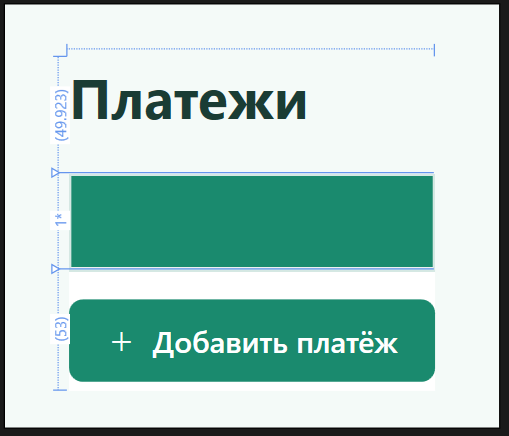 (49.923)
Платежи
1*
(53)
+ Добавить платёж